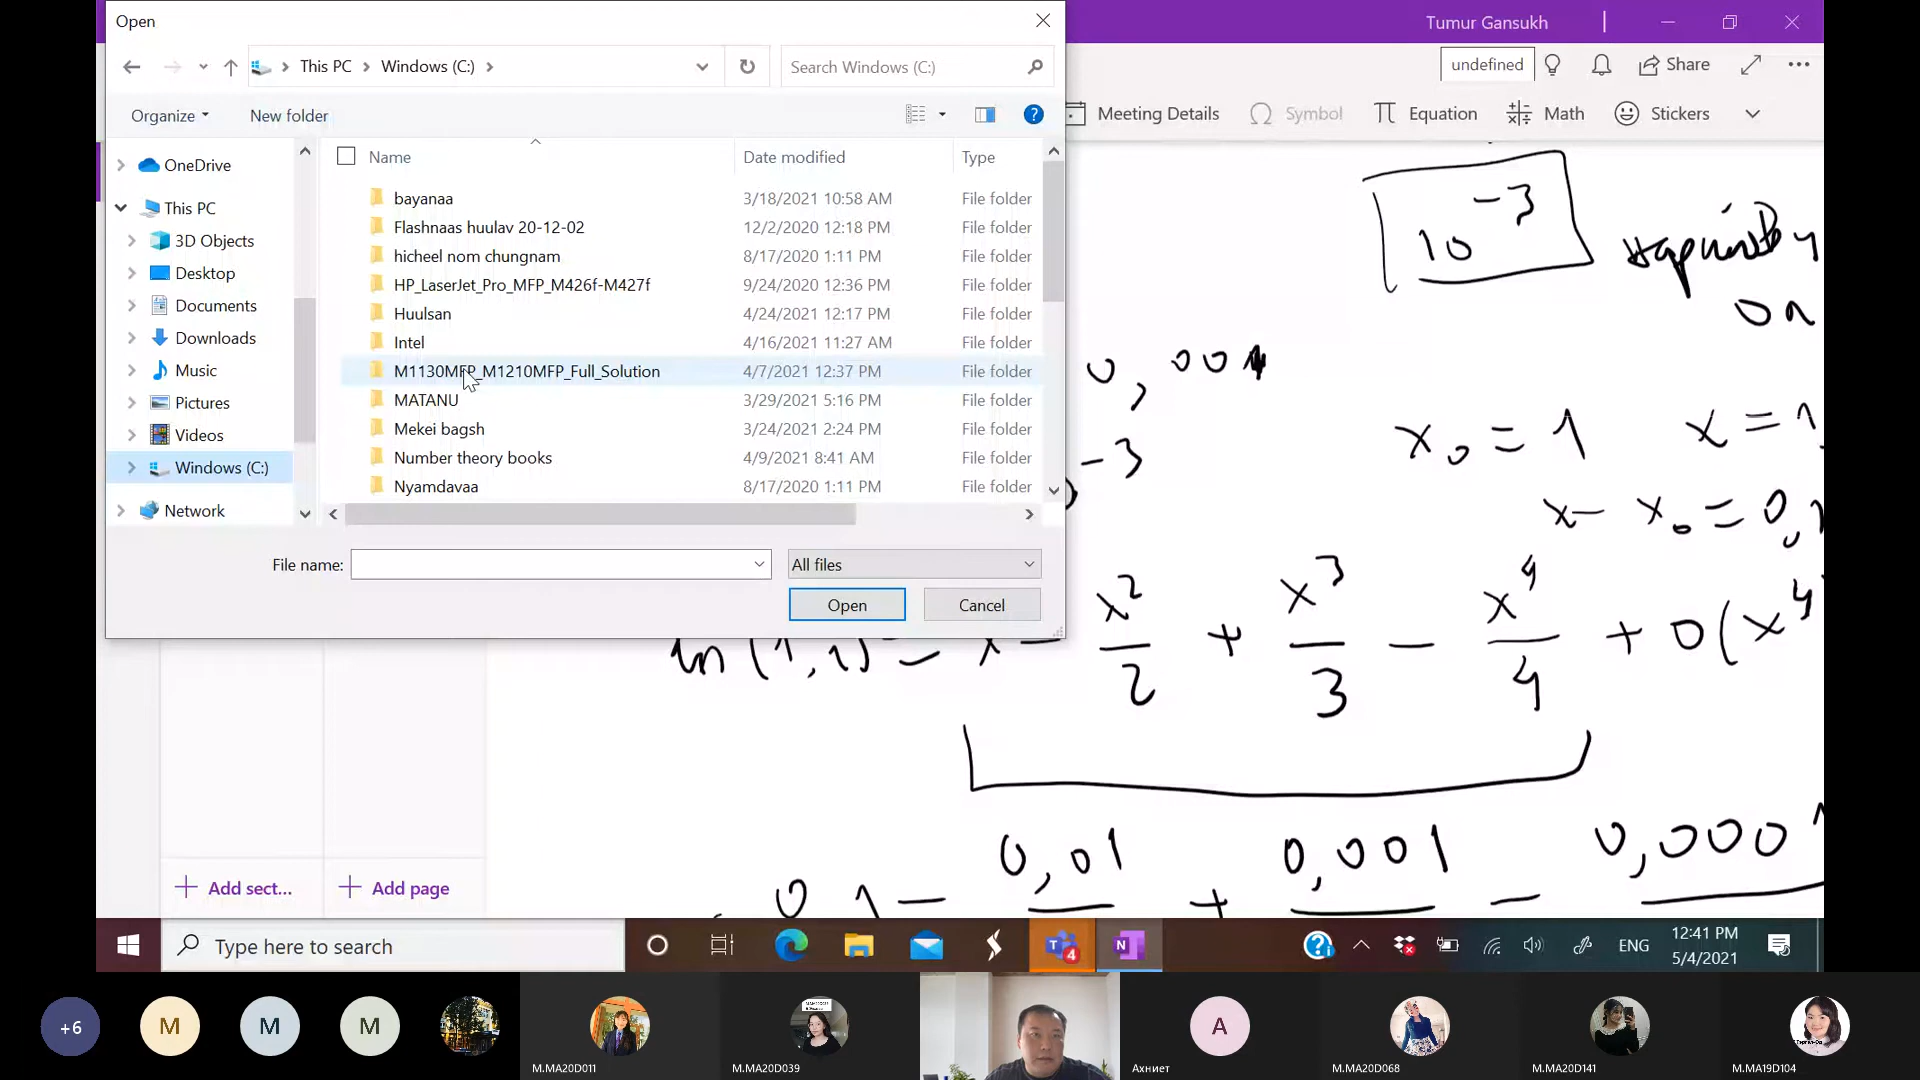 Open
Tumur Gansukh
This PC
Windows (C:)
Search Windows (C:)
undefined
Share
Organize
New folder
Meeting Details
Symbol
Equation
Math
Stickers
Name
Date modified
Type
OneDrive
This PC
3D Objects
Desktop
Documents
Downloads
Music
Pictures
Videos
Windows (C:)
Network
bayanaa 3/18/2021 10:58 AM File folder
Flashnaas huulav 20-12-02 12/2/2020 12:18 PM File folder
hicheel nom chungnam 8/17/2020 1:11 PM File folder
HP_LaserJet_Pro_MFP_M426f-M427f 9/24/2020 12:36 PM File folder
Huulsan 4/24/2021 12:17 PM File folder
Intel 4/16/2021 11:27 AM File folder
M1130MFP_M1210MFP_Full_Solution 4/7/2021 12:37 PM File folder
MATANU 3/29/2021 5:16 PM File folder
Mekei bagsh 3/24/2021 2:24 PM File folder
Number theory books 4/9/2021 8:41 AM File folder
Nyamdavaa 8/17/2020 1:11 PM File folder
File name:
All files
Open
Cancel
10⁻³
0,001
-3
x₀ = 1
x - x₀ = 0,1
ln(1,1) = x - x²/2 + x³/3 - x⁴/4 + 0(x⁴
0,1 - 0,01 + 0,001 - 0,0001
Add sect...
Add page
Type here to search
4
ENG
12:41 PM
5/4/2021
+6
M
M
M
A
M.MA20D011
M.MA20D039
Ахниет
M.MA20D068
M.MA20D141
M.MA19D104